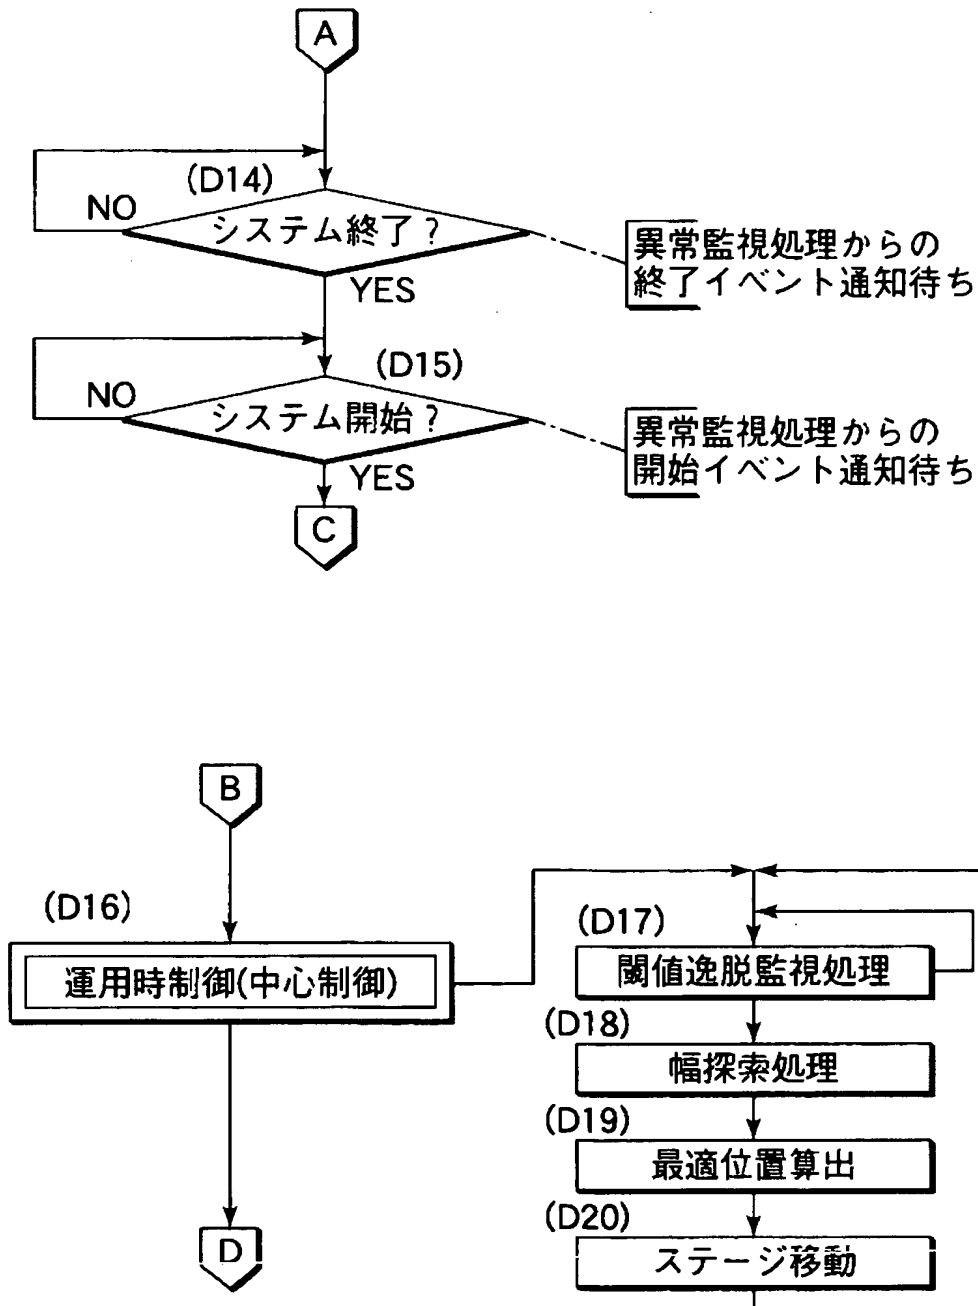 A
(D14)
NO
システム終了？
異常監視処理からの
終了イベント通知待ち
YES
(D15)
NO
システム開始？
異常監視処理からの
開始イベント通知待ち
YES
C
B
(D16)
運用時制御(中心制御)
(D17)
閾値逸脱監視処理
(D18)
幅探索処理
(D19)
最適位置算出
(D20)
ステージ移動
D